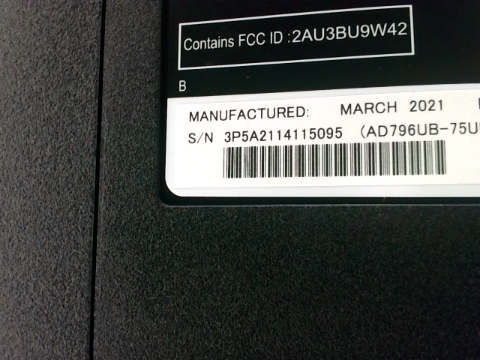 Contains FCC ID :2AU3BU9W42
B
MANUFACTURED: MARCH 2021
S/N 3P5A2114115095 (AD796UB-75U